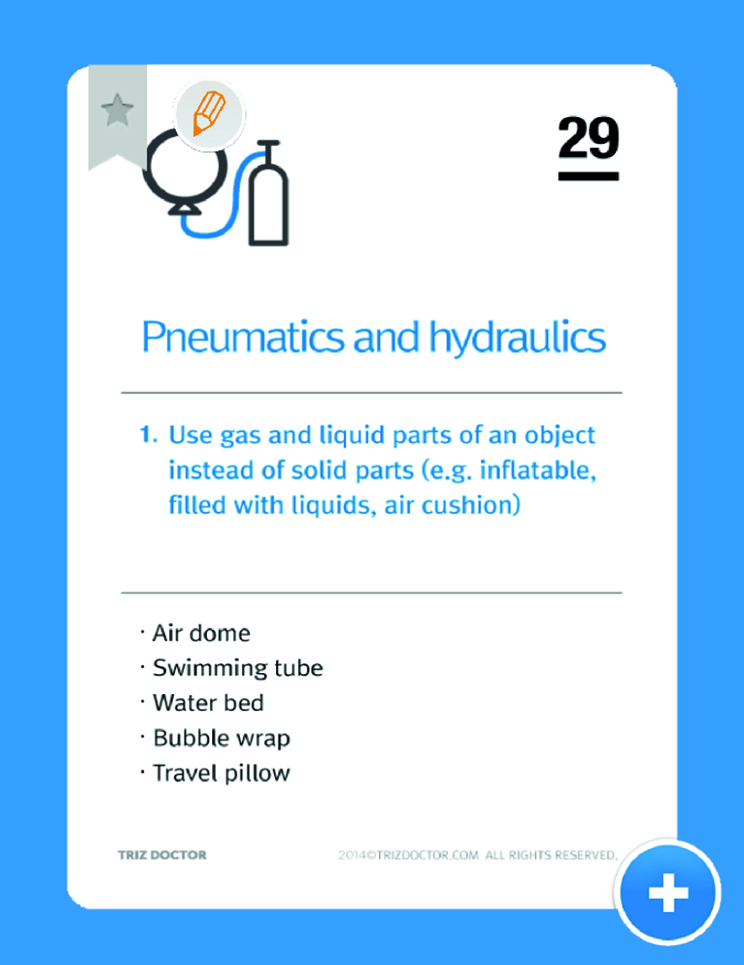 29
Pneumatics and hydraulics
1. Use gas and liquid parts of an object
instead of solid parts (e.g. inflatable,
filled with liquids, air cushion)
· Air dome
· Swimming tube
· Water bed
· Bubble wrap
· Travel pillow
TRIZ DOCTOR 2014©TRIZDOCTOR.COM ALL RIGHTS RESERVED.